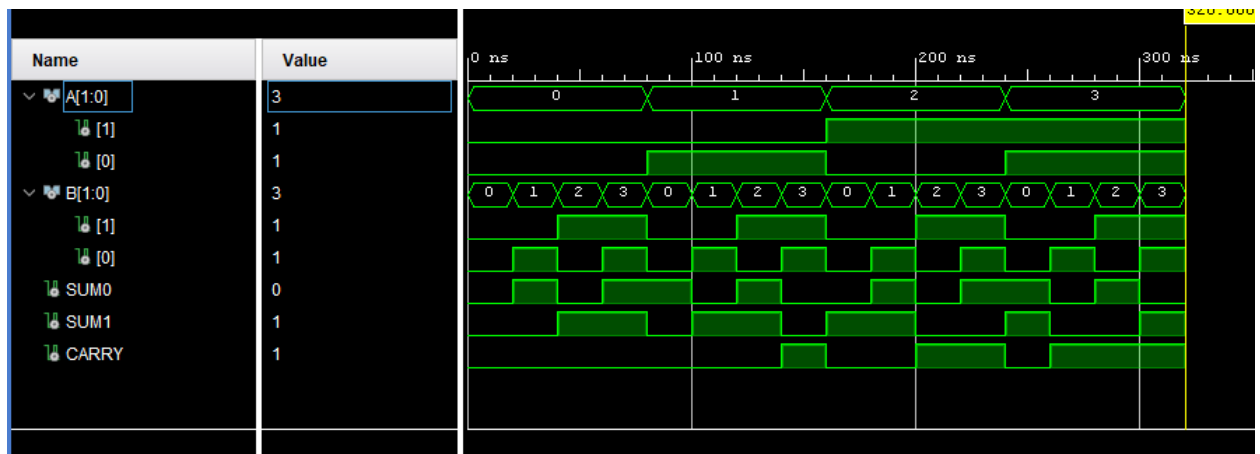 320.000
Name Value 0 ns 100 ns 200 ns 300 ns
A[1:0] 3 0 1 2 3
[1] 1
[0] 1
B[1:0] 3 0 1 2 3 0 1 2 3 0 1 2 3 0 1 2 3
[1] 1
[0] 1
SUM0 0
SUM1 1
CARRY 1